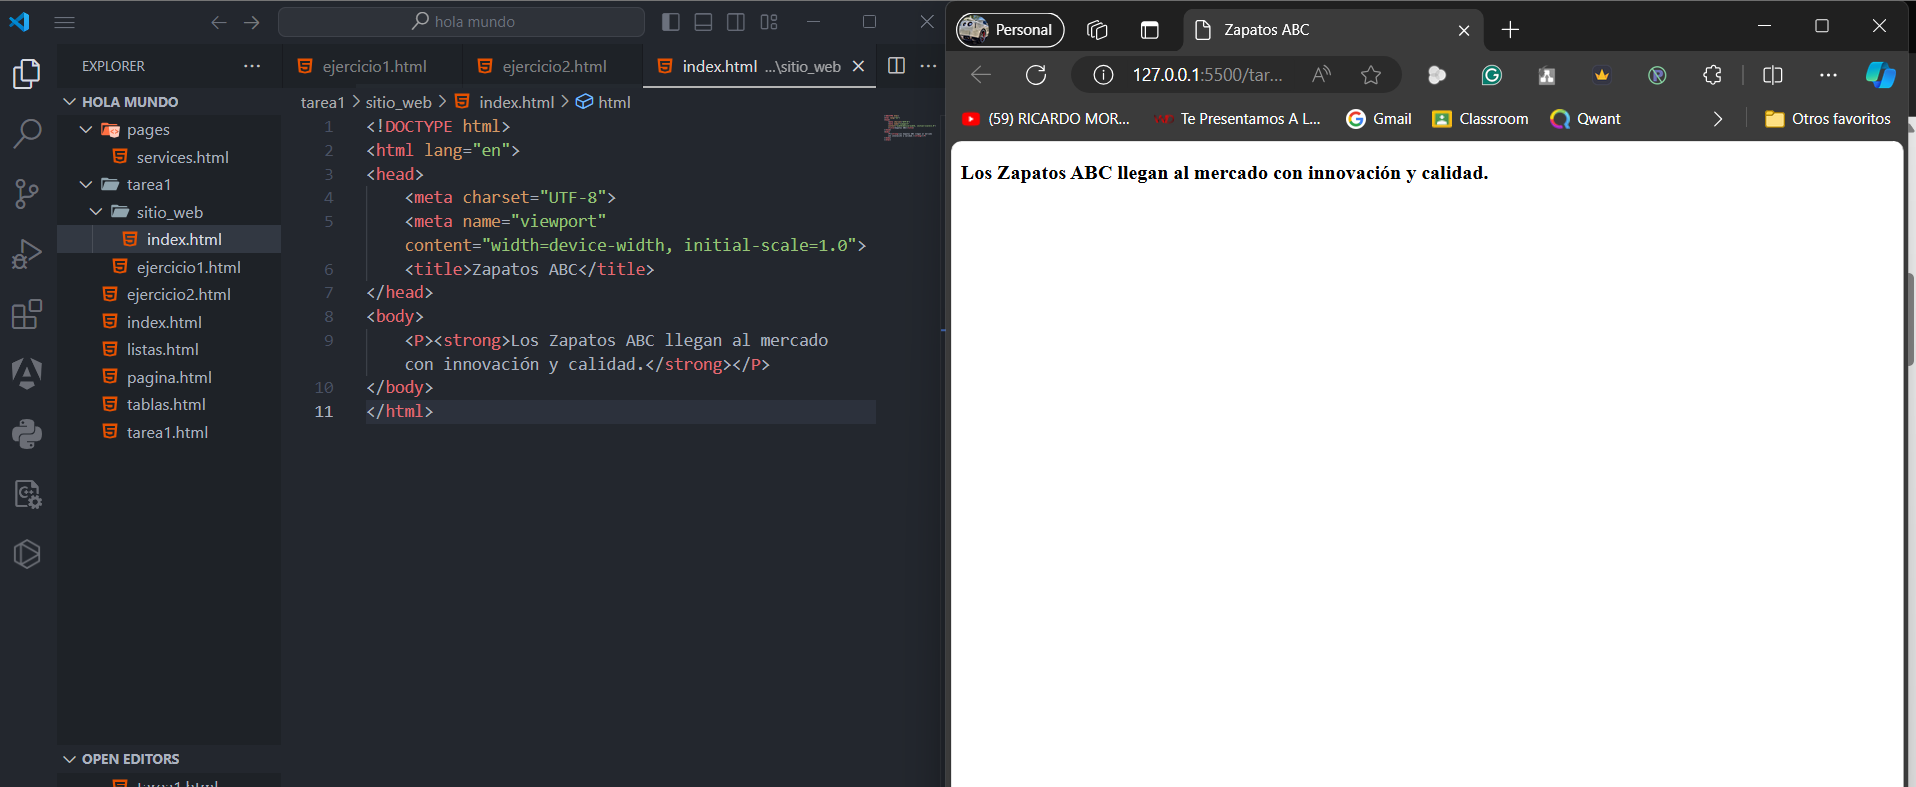 hola mundo
EXPLORER
HOLA MUNDO
pages
services.html
tarea1
sitio_web
index.html
ejercicio1.html
ejercicio2.html
index.html
listas.html
pagina.html
tablas.html
tarea1.html
OPEN EDITORS
tarea1.html
ejercicio1.html
ejercicio2.html
index.html ...\sitio_web
tarea1 > sitio_web > index.html > html
1 <!DOCTYPE html>
2 <html lang="en">
3 <head>
4 <meta charset="UTF-8">
5 <meta name="viewport"
content="width=device-width, initial-scale=1.0">
6 <title>Zapatos ABC</title>
7 </head>
8 <body>
9 <P><strong>Los Zapatos ABC llegan al mercado
con innovación y calidad.</strong></P>
10 </body>
11 </html>
Personal
Zapatos ABC
127.0.0.1:5500/tar...
(59) RICARDO MOR...
Te Presentamos A L...
Gmail
Classroom
Qwant
Otros favoritos
Los Zapatos ABC llegan al mercado con innovación y calidad.